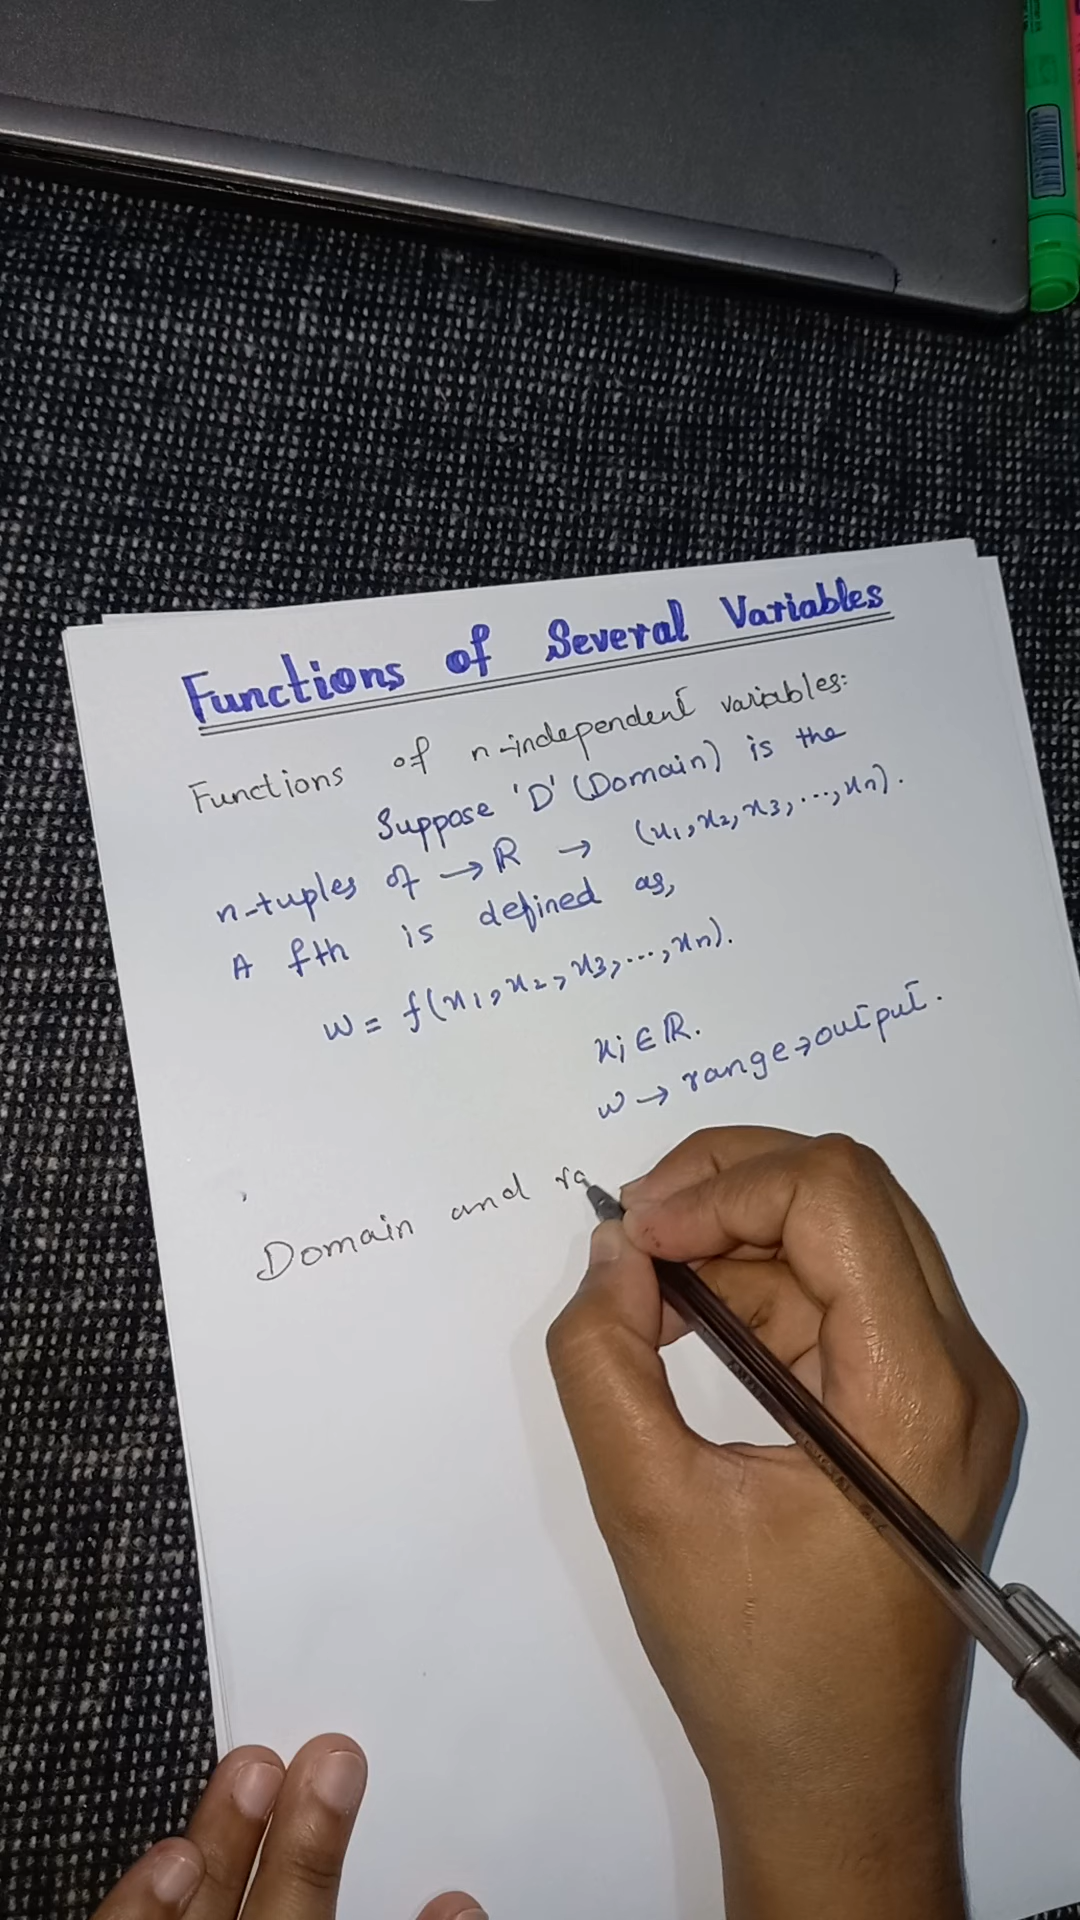 Functions of Several Variables
Functions of n-independent variables:
Suppose 'D' (Domain) is the
n-tuples of → ℝ → (x₁, x₂, x₃, ..., xₙ).
A fth is defined as,
w = f(x₁, x₂, x₃, ..., xₙ).
xᵢ ∈ ℝ.
w → range → output.
Domain and ra